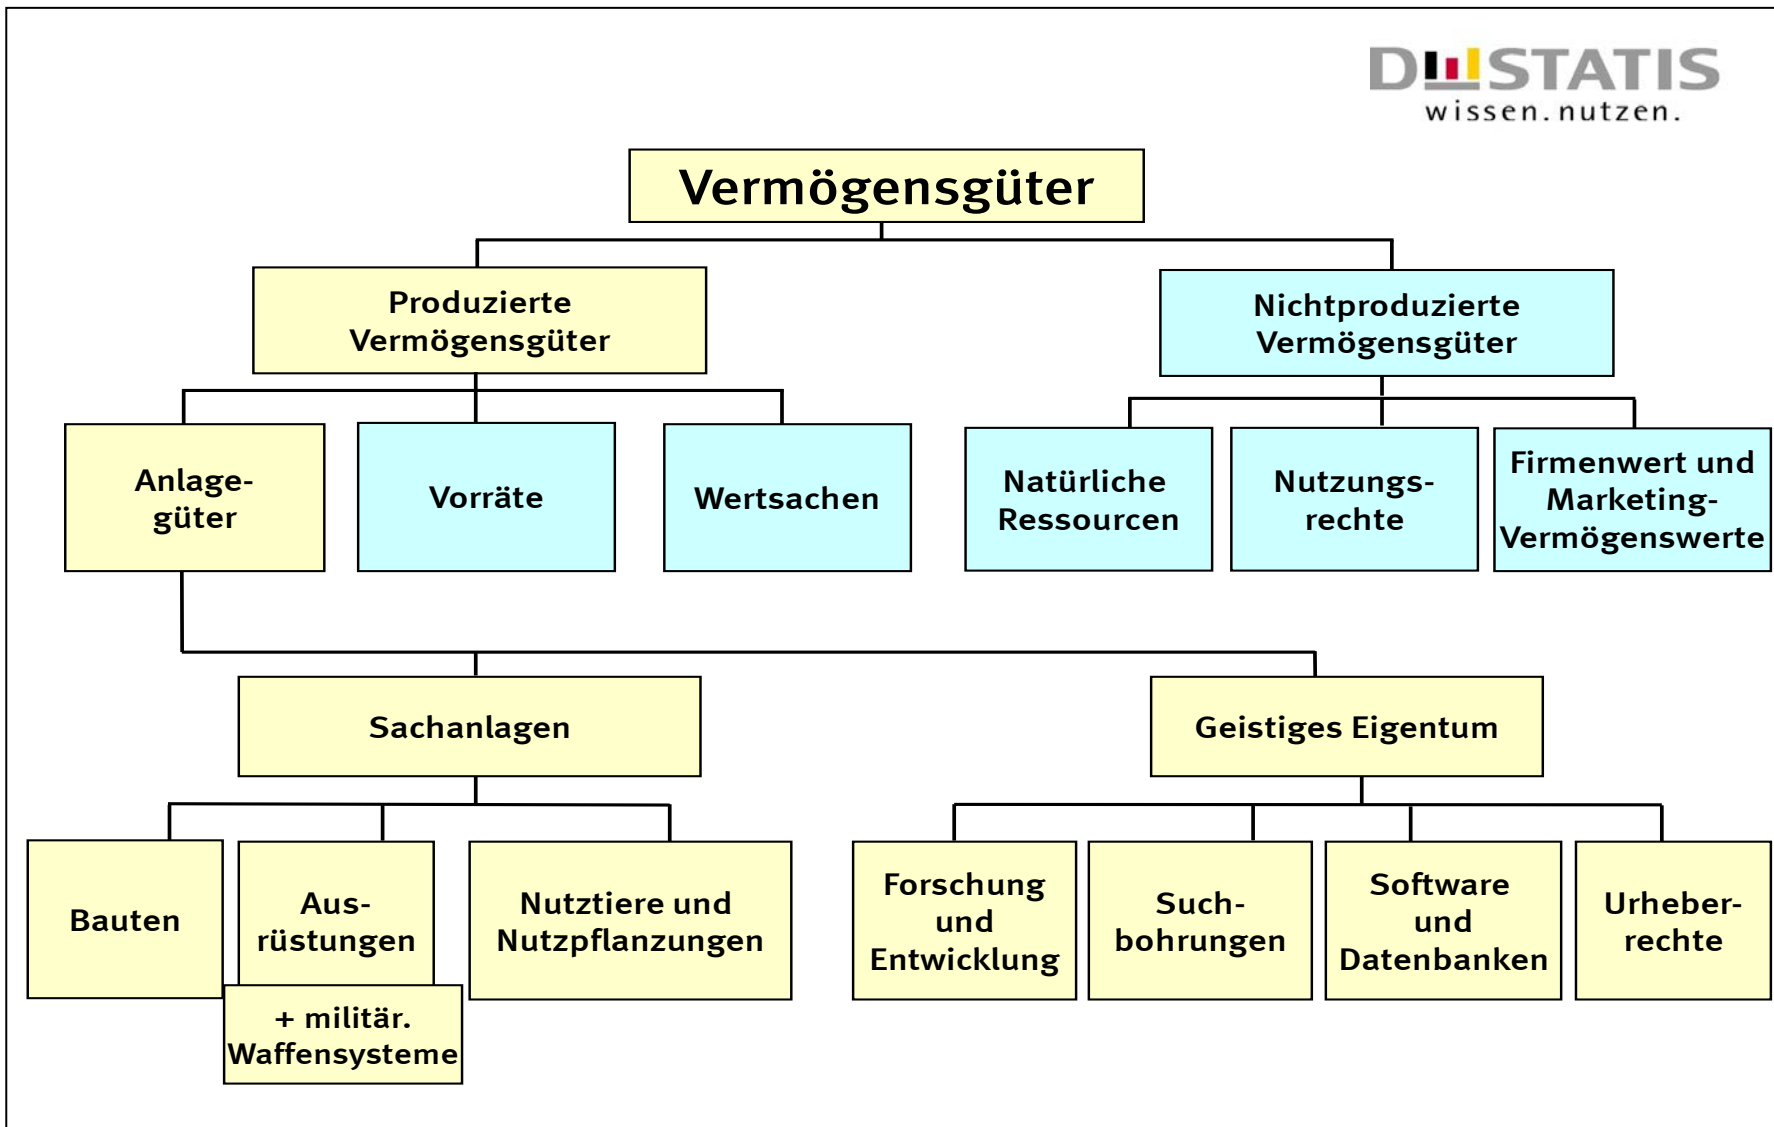 DESTATIS
wissen.nutzen.
Vermögensgüter
Produzierte
Vermögensgüter
Nichtproduzierte
Vermögensgüter
Anlage-
güter
Vorräte
Wertsachen
Natürliche
Ressourcen
Nutzungs-
rechte
Firmenwert und
Marketing-
Vermögenswerte
Sachanlagen
Geistiges Eigentum
Bauten
Aus-
rüstungen
+ militär.
Waffensysteme
Nutztiere und
Nutzpflanzungen
Forschung
und
Entwicklung
Such-
bohrungen
Software
und
Datenbanken
Urheber-
rechte